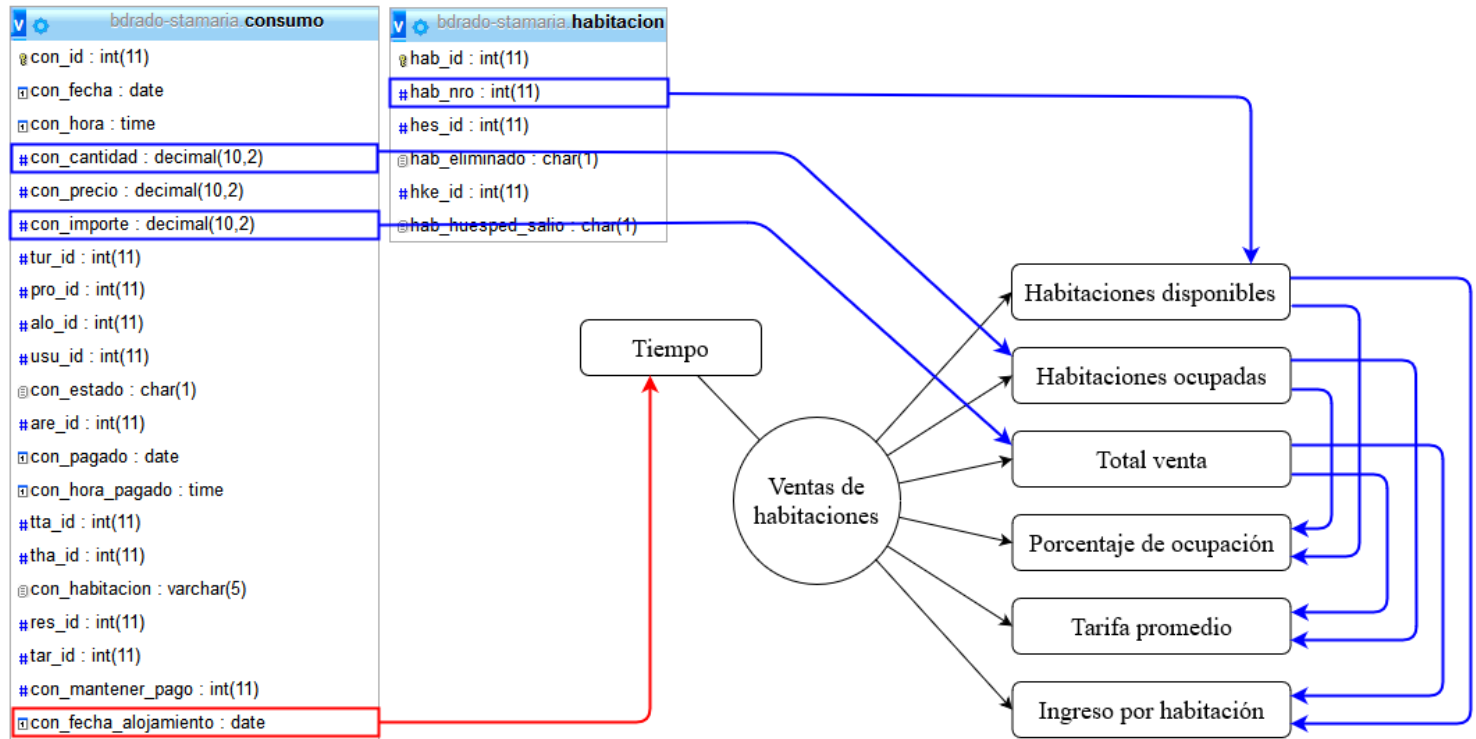 bdrado-stamaria.consumo
con_id : int(11)
con_fecha : date
con_hora : time
con_cantidad : decimal(10,2)
con_precio : decimal(10,2)
con_importe : decimal(10,2)
tur_id : int(11)
pro_id : int(11)
alo_id : int(11)
usu_id : int(11)
con_estado : char(1)
are_id : int(11)
con_pagado : date
con_hora_pagado : time
tta_id : int(11)
tha_id : int(11)
con_habitacion : varchar(5)
res_id : int(11)
tar_id : int(11)
con_mantener_pago : int(11)
con_fecha_alojamiento : date
bdrado-stamaria.habitacion
hab_id : int(11)
hab_nro : int(11)
hes_id : int(11)
hab_eliminado : char(1)
hke_id : int(11)
hab_huesped_salio : char(1)
Tiempo
Ventas de
habitaciones
Habitaciones disponibles
Habitaciones ocupadas
Total venta
Porcentaje de ocupación
Tarifa promedio
Ingreso por habitación